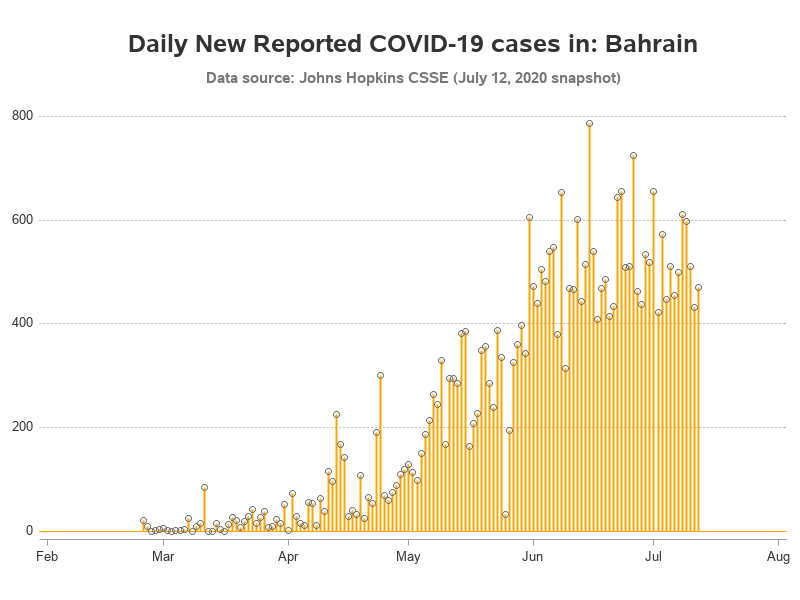 Daily New Reported COVID-19 cases in: Bahrain
Data source: Johns Hopkins CSSE (July 12, 2020 snapshot)
800
600
400
200
0
Feb Mar Apr May Jun Jul Aug